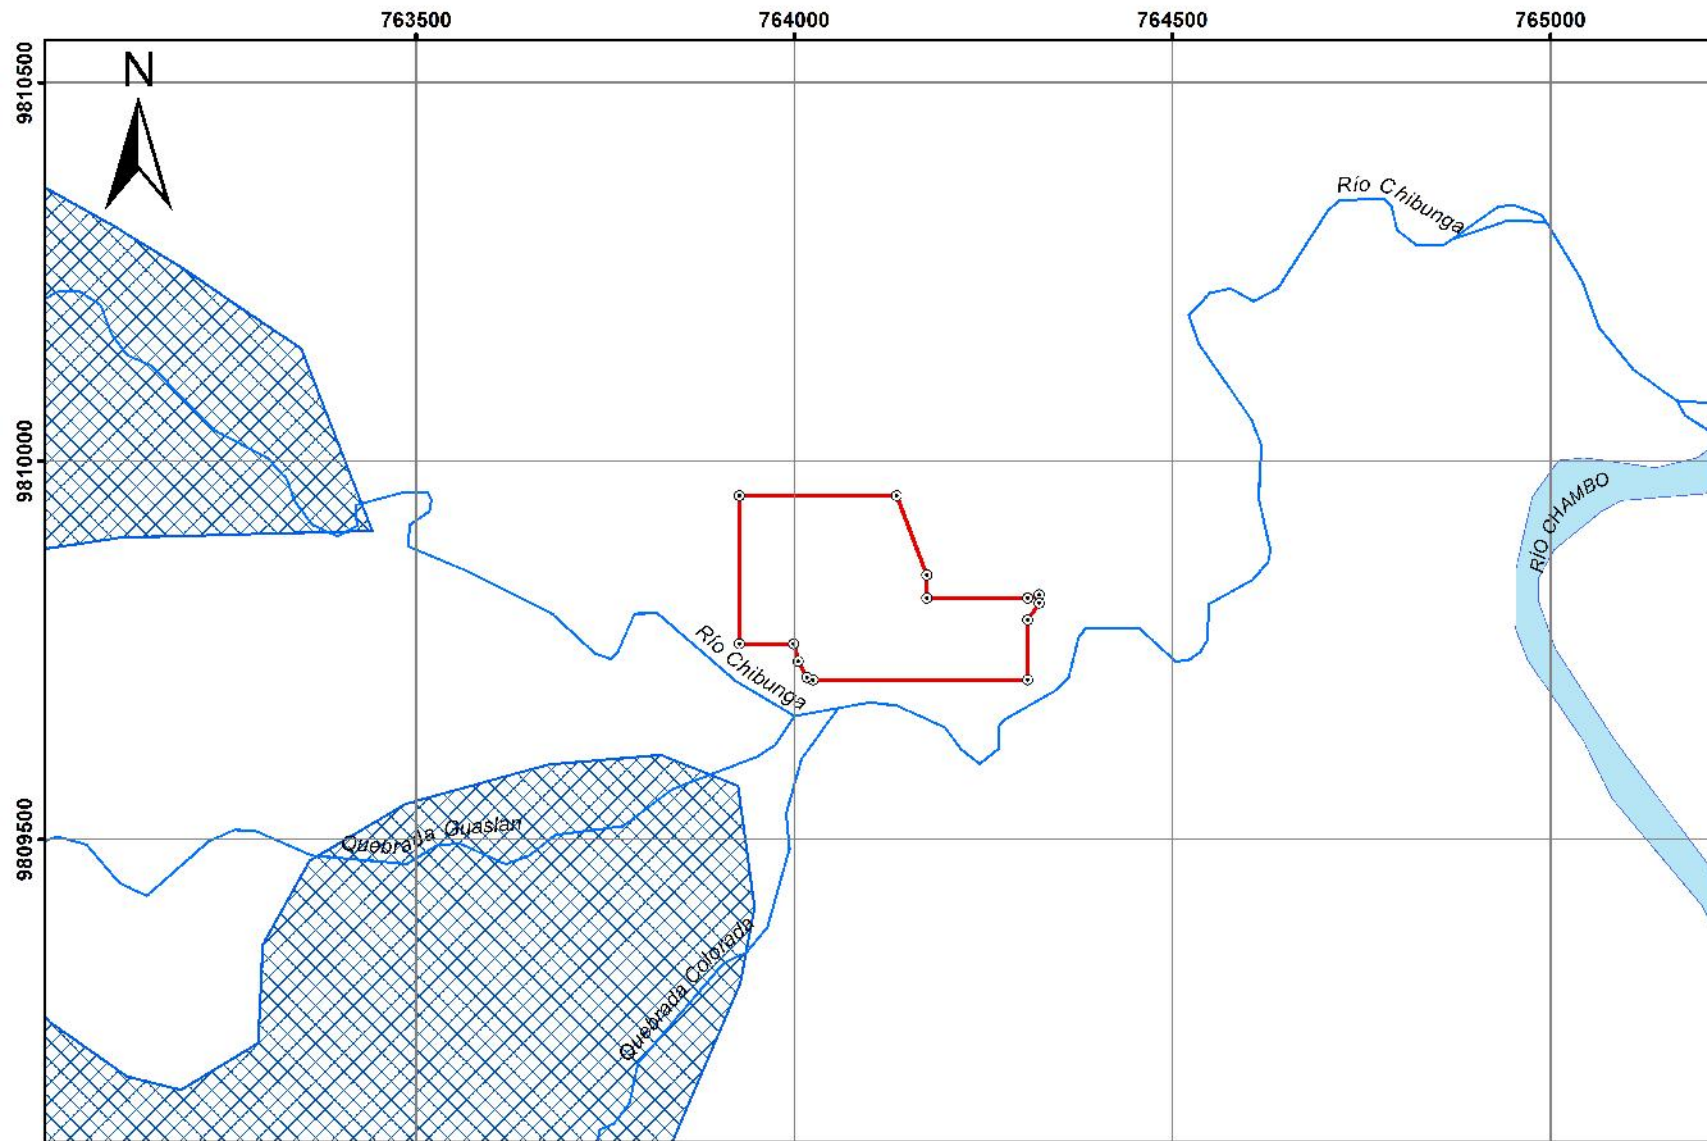 763500
764000
764500
765000
9810500
N
Río Chibunga
9810000
RÍO CHAMBO
Río Chibunga
9809500
Quebrada Guaslan
Quebrada Colorada